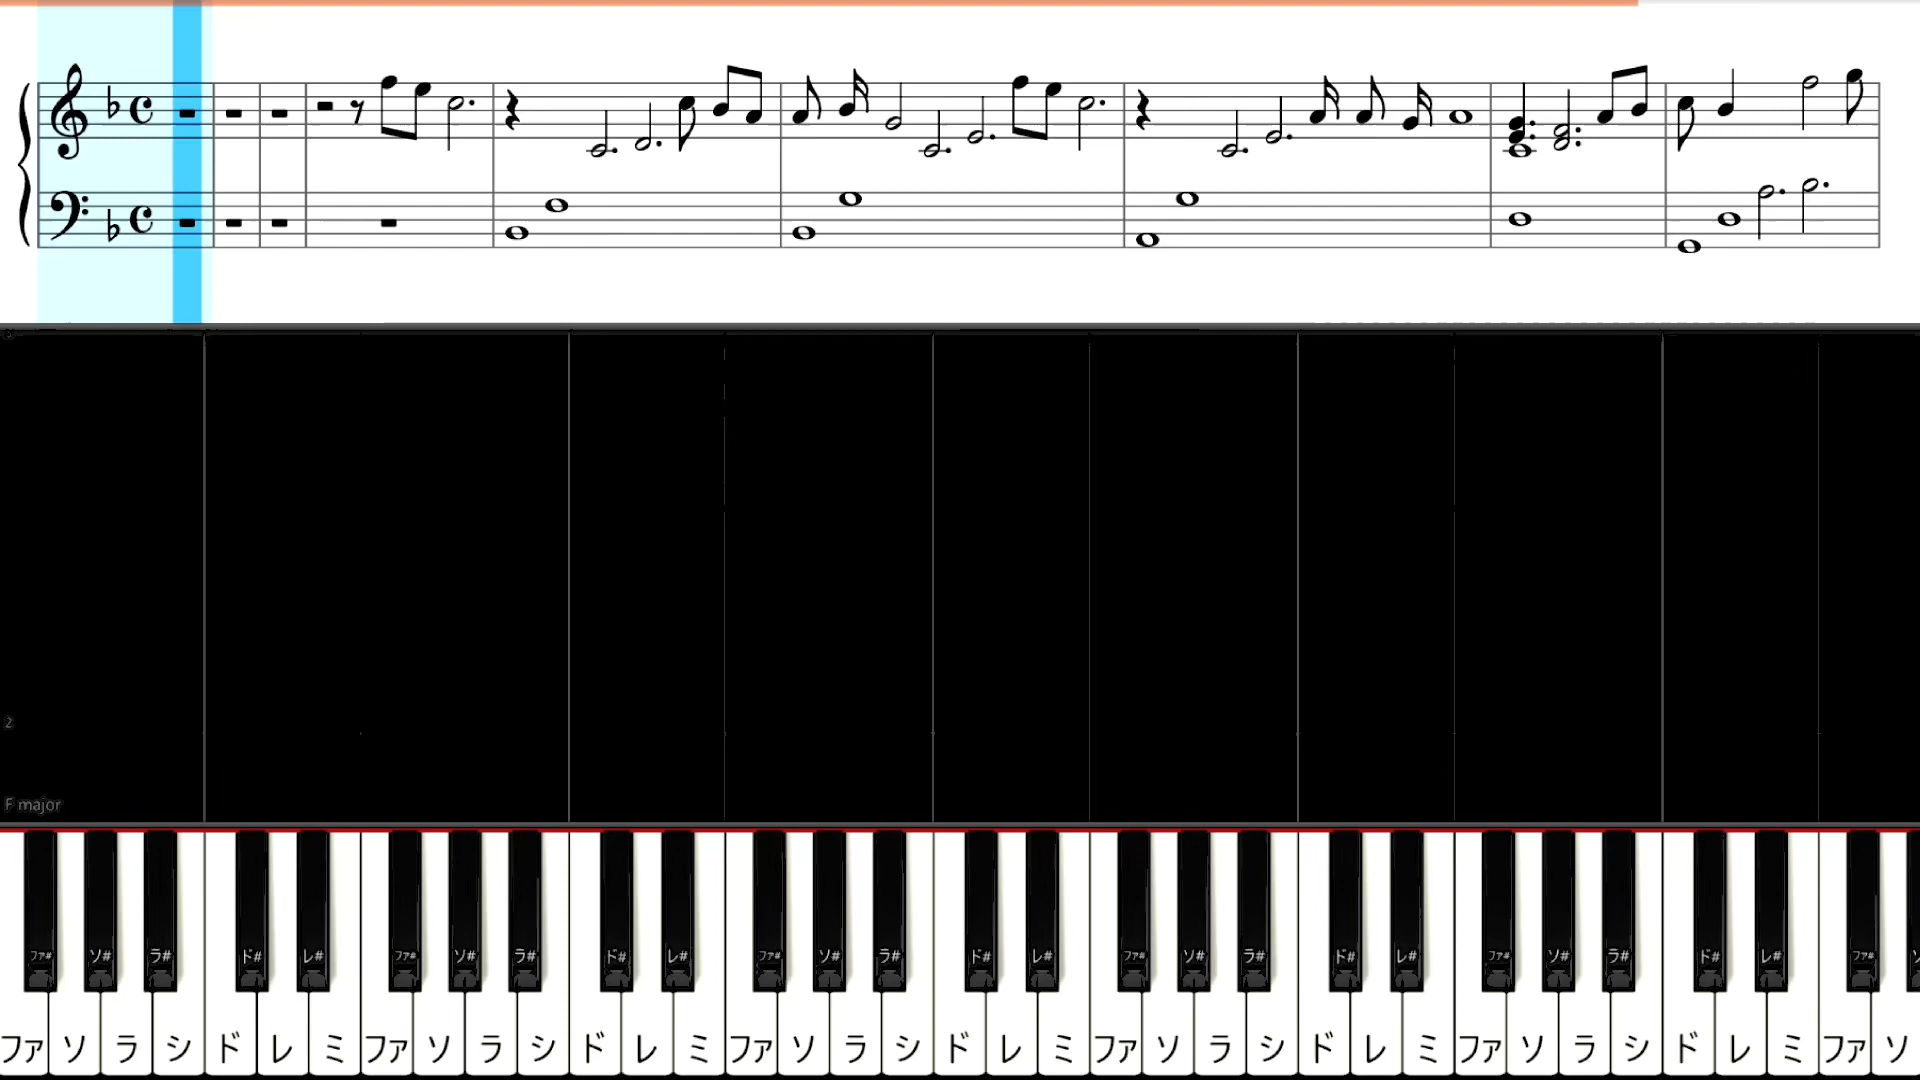 2
F major
ファ# ソ# ラ# ド# レ# ファ# ソ# ラ# ド# レ# ファ# ソ# ラ# ド# レ# ファ# ソ# ラ# ド# レ# ファ# ソ# ラ# ド# レ# ファ#
ファ ソ ラ シ ド レ ミ ファ ソ ラ シ ド レ ミ ファ ソ ラ シ ド レ ミ ファ ソ ラ シ ド レ ミ ファ ソ ラ シ ド レ ミ ファ ソ